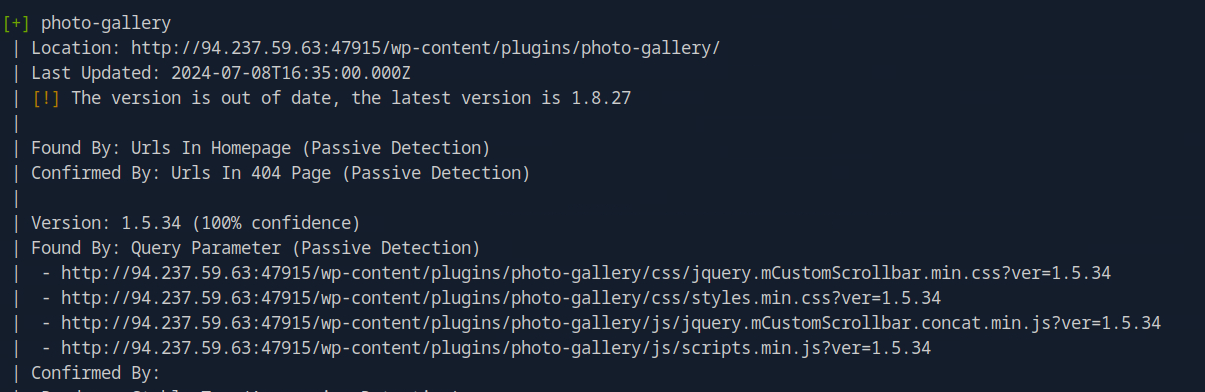 [+] photo-gallery
| Location: http://94.237.59.63:47915/wp-content/plugins/photo-gallery/
| Last Updated: 2024-07-08T16:35:00.000Z
| [!] The version is out of date, the latest version is 1.8.27
|
| Found By: Urls In Homepage (Passive Detection)
| Confirmed By: Urls In 404 Page (Passive Detection)
|
| Version: 1.5.34 (100% confidence)
| Found By: Query Parameter (Passive Detection)
|  - http://94.237.59.63:47915/wp-content/plugins/photo-gallery/css/jquery.mCustomScrollbar.min.css?ver=1.5.34
|  - http://94.237.59.63:47915/wp-content/plugins/photo-gallery/css/styles.min.css?ver=1.5.34
|  - http://94.237.59.63:47915/wp-content/plugins/photo-gallery/js/jquery.mCustomScrollbar.concat.min.js?ver=1.5.34
|  - http://94.237.59.63:47915/wp-content/plugins/photo-gallery/js/scripts.min.js?ver=1.5.34
| Confirmed By: